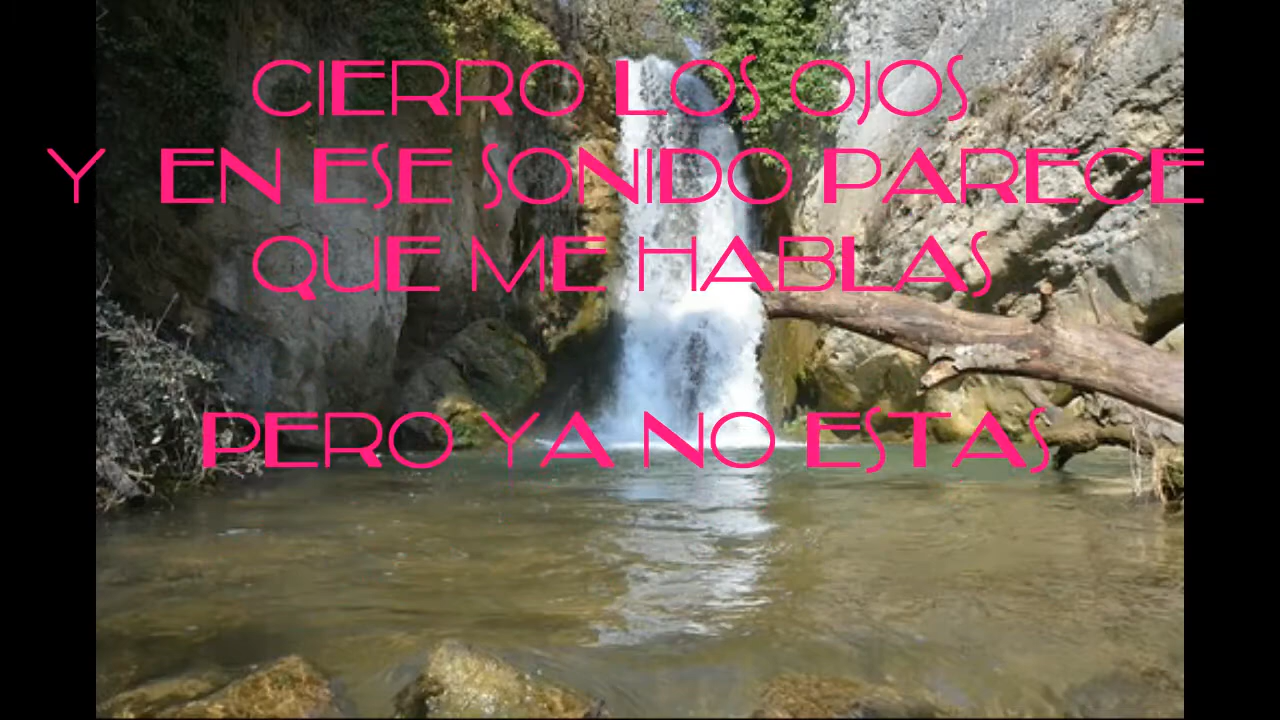 CIERRO LOS OJOS
Y EN ESE SONIDO PARECE
QUE ME HABLAS
PERO YA NO ESTAS